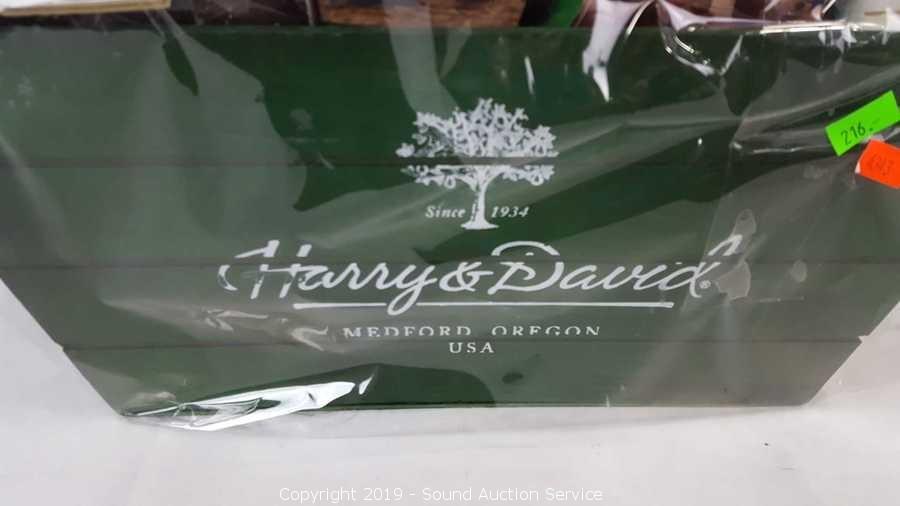 216.-
Since 1934
Harry & David®
MEDFORD, OREGON
USA
Copyright 2019 - Sound Auction Service